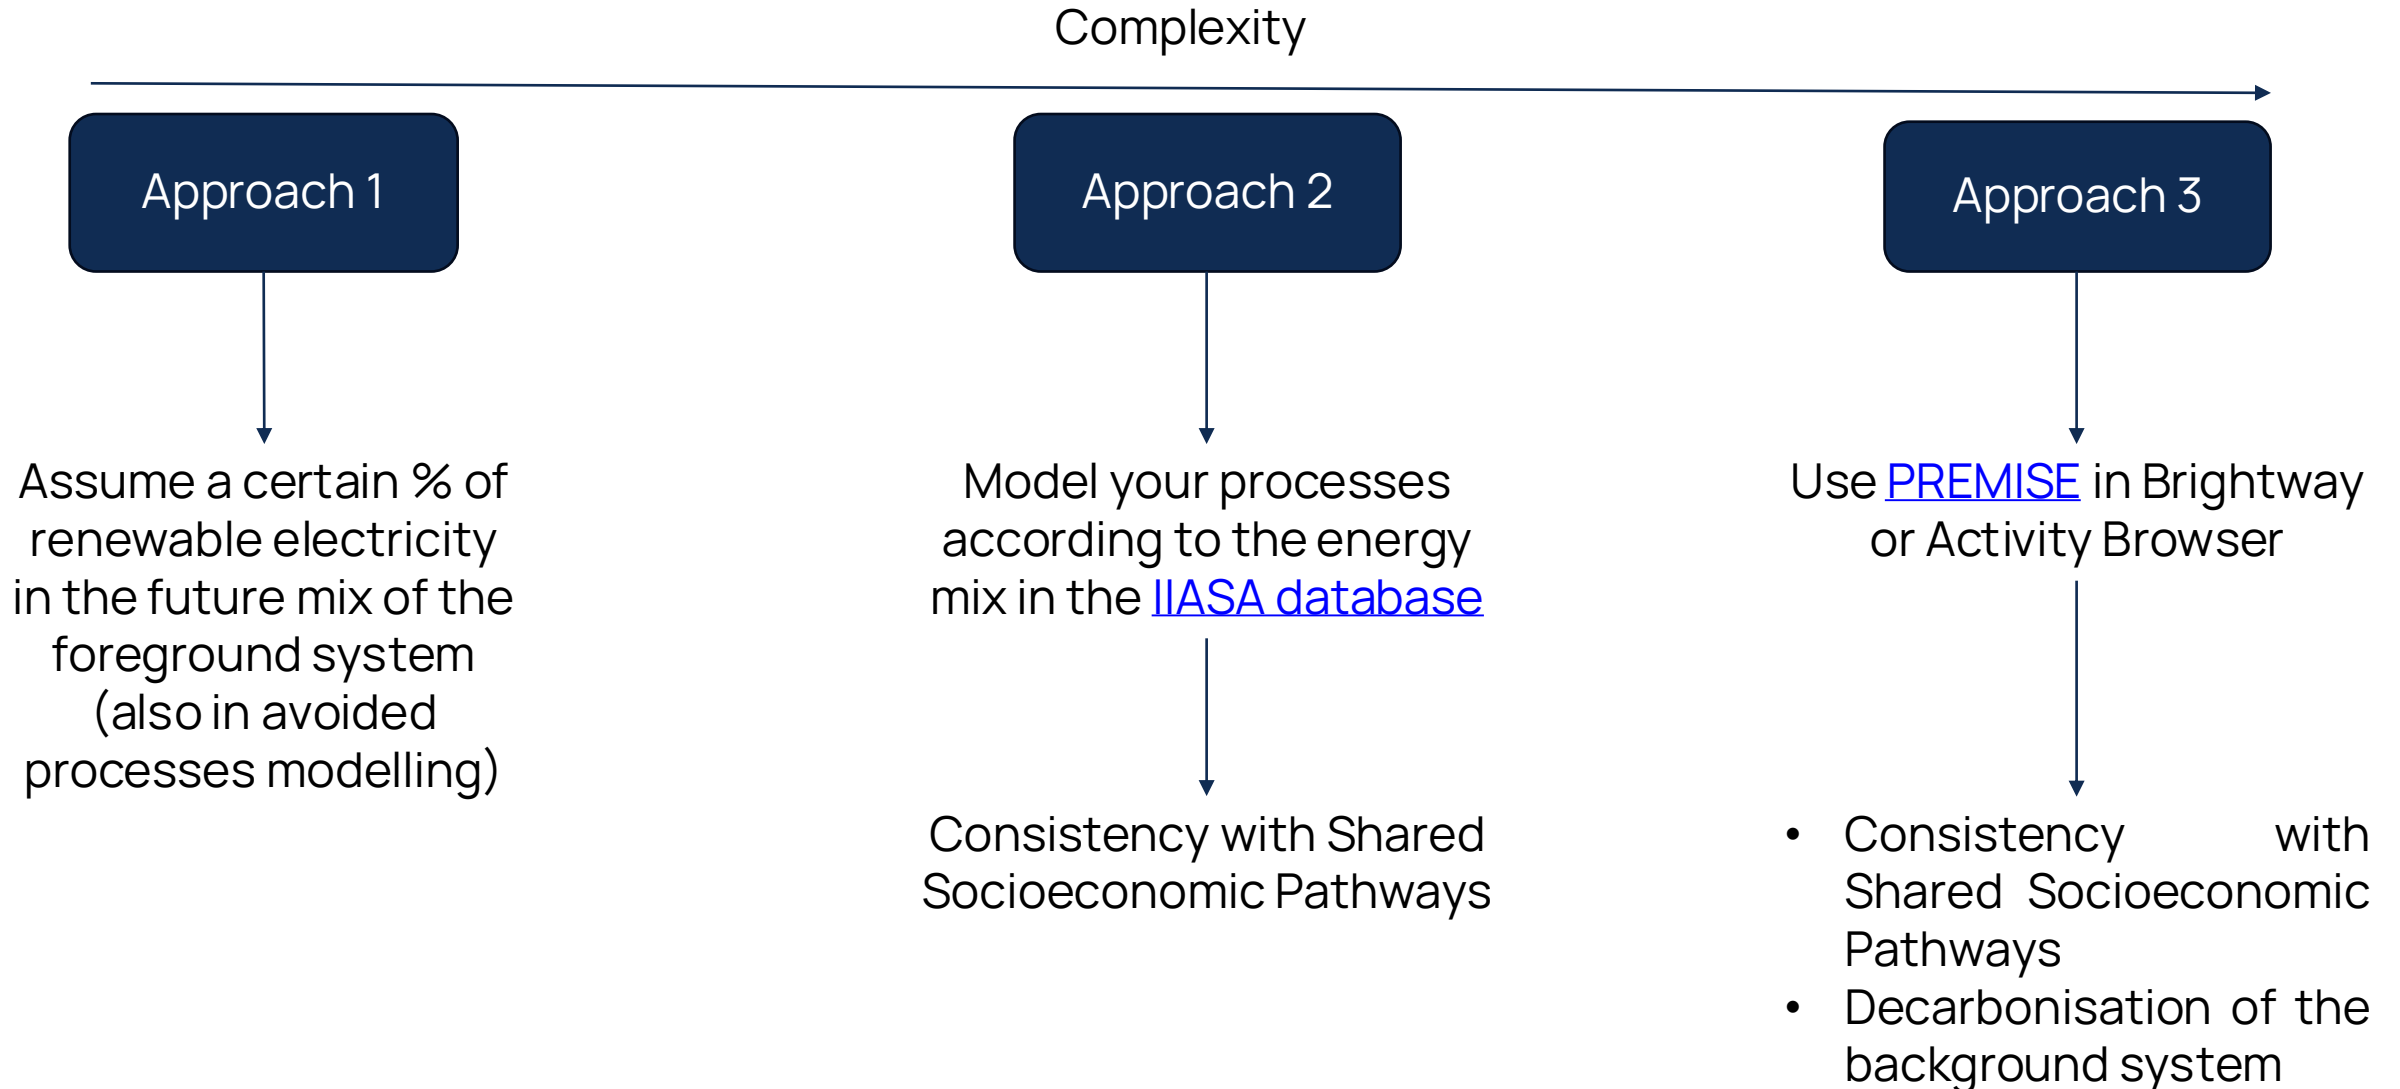 Complexity
Approach 1
Approach 2
Approach 3
Assume a certain % of
renewable electricity
in the future mix of the
foreground system
(also in avoided
processes modelling)
Model your processes
according to the energy
mix in the IIASA database
Consistency with Shared
Socioeconomic Pathways
Use PREMISE in Brightway
or Activity Browser
• Consistency with
Shared Socioeconomic
Pathways
• Decarbonisation of the
background system